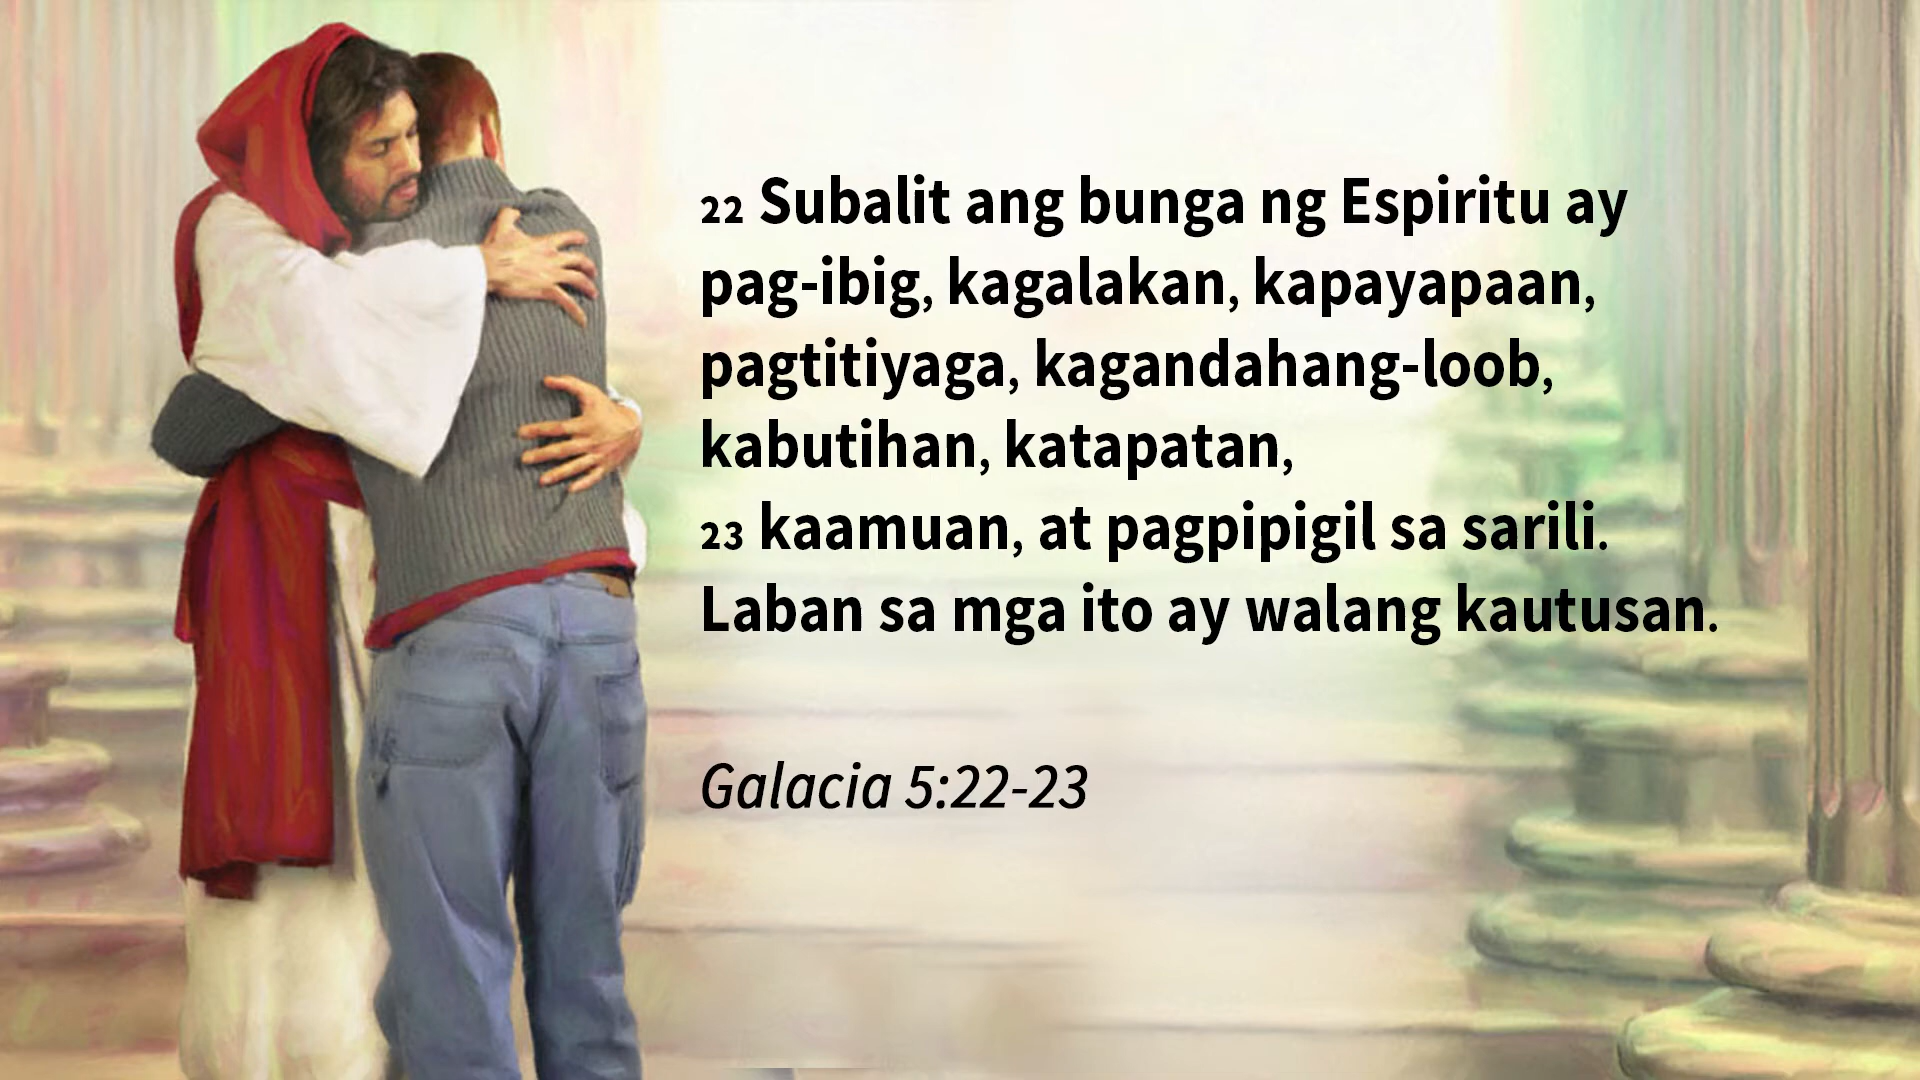 22 Subalit ang bunga ng Espiritu ay
pag-ibig, kagalakan, kapayapaan,
pagtitiyaga, kagandahang-loob,
kabutihan, katapatan,
23 kaamuan, at pagpipigil sa sarili.
Laban sa mga ito ay walang kautusan.
Galacia 5:22-23